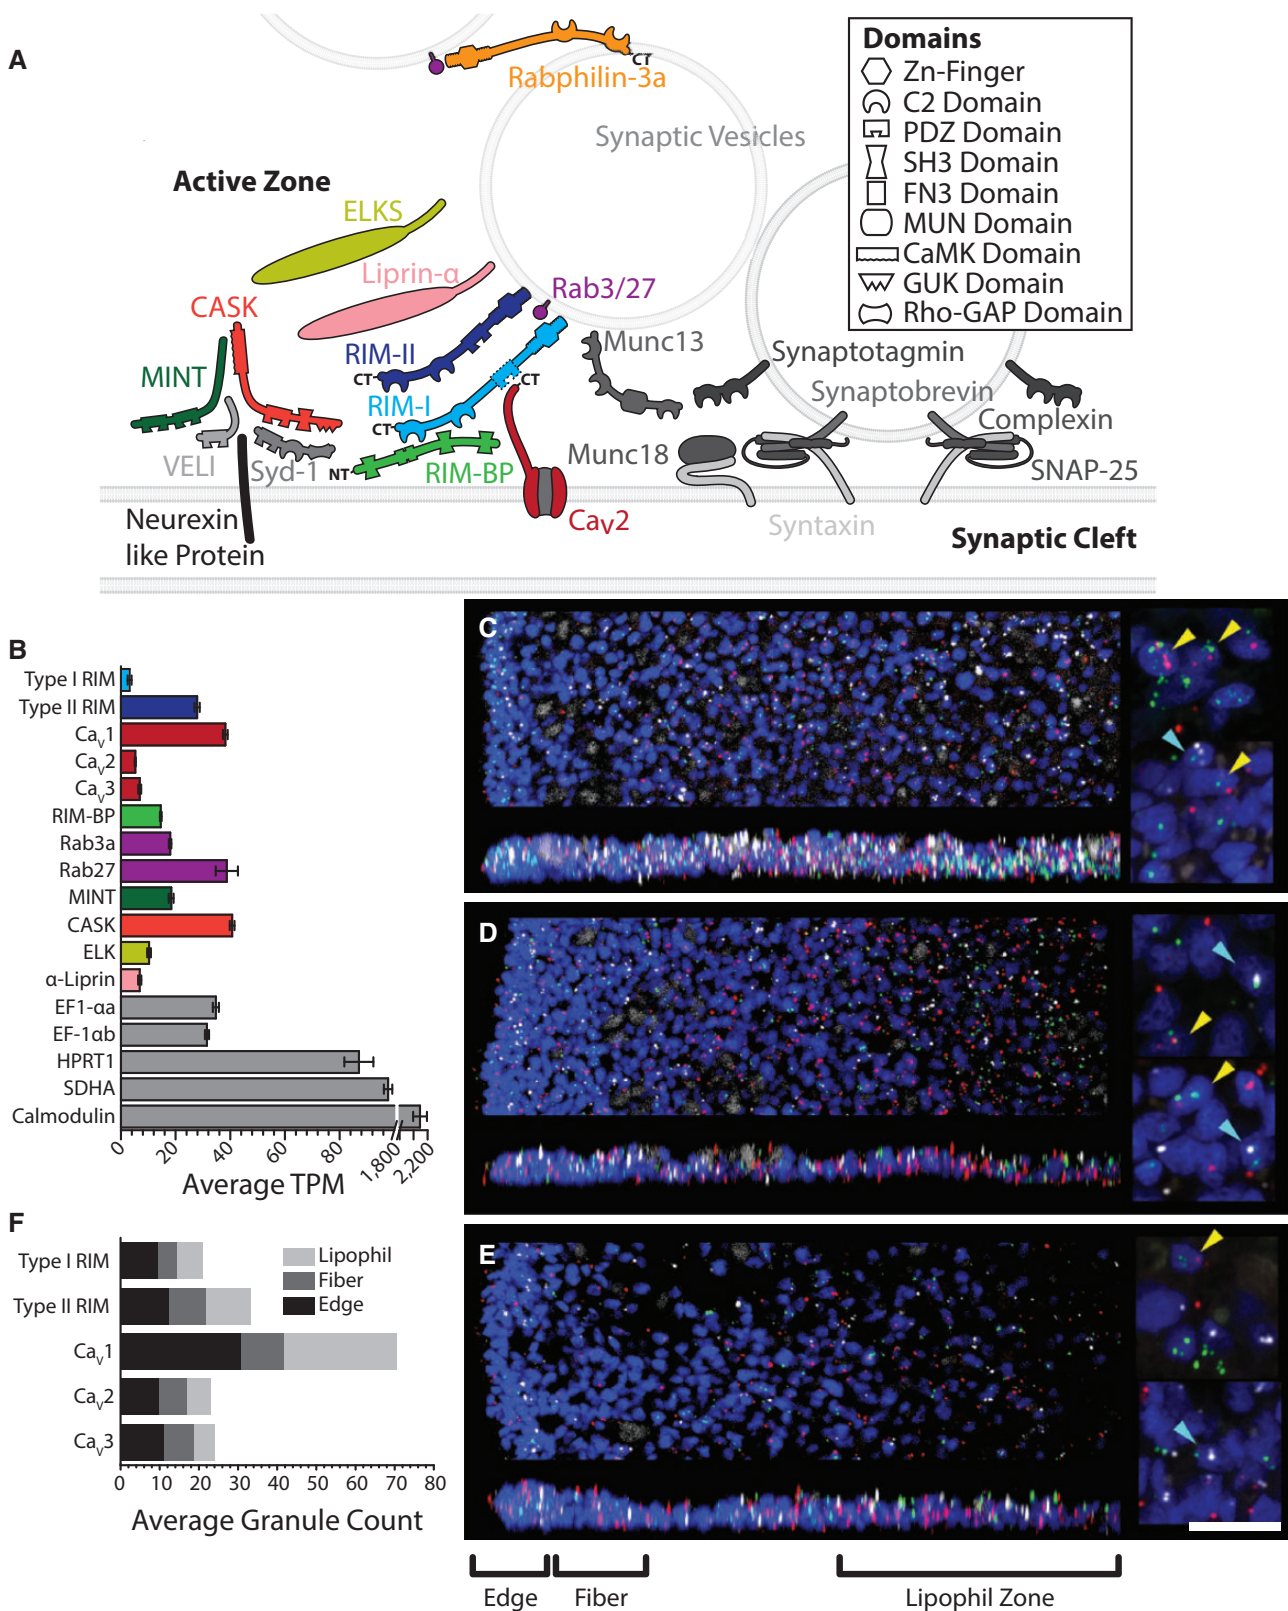 A
Rabphilin-3a
CT
Synaptic Vesicles
Active Zone
ELKS
Liprin-α
Rab3/27
CASK
RIM-II
CT
MINT
RIM-I
CT
CT
Munc13
Synaptotagmin
Synaptobrevin
Complexin
VELI
Syd-1
NT
RIM-BP
Munc18
SNAP-25
Neurexin
like Protein
Cav2
Syntaxin
Synaptic Cleft
Domains
Zn-Finger
C2 Domain
PDZ Domain
SH3 Domain
FN3 Domain
MUN Domain
CaMK Domain
GUK Domain
Rho-GAP Domain
B
Type I RIM
Type II RIM
Cav1
Cav2
Cav3
RIM-BP
Rab3a
Rab27
MINT
CASK
ELK
α-Liprin
EF1-αa
EF-1αb
HPRT1
SDHA
Calmodulin
0 20 40 60 80 1,800 2,200
Average TPM
C
D
E
Edge Fiber Lipophil Zone
F
Type I RIM
Type II RIM
Cav1
Cav2
Cav3
Lipophil
Fiber
Edge
0 10 20 30 40 50 60 70 80
Average Granule Count